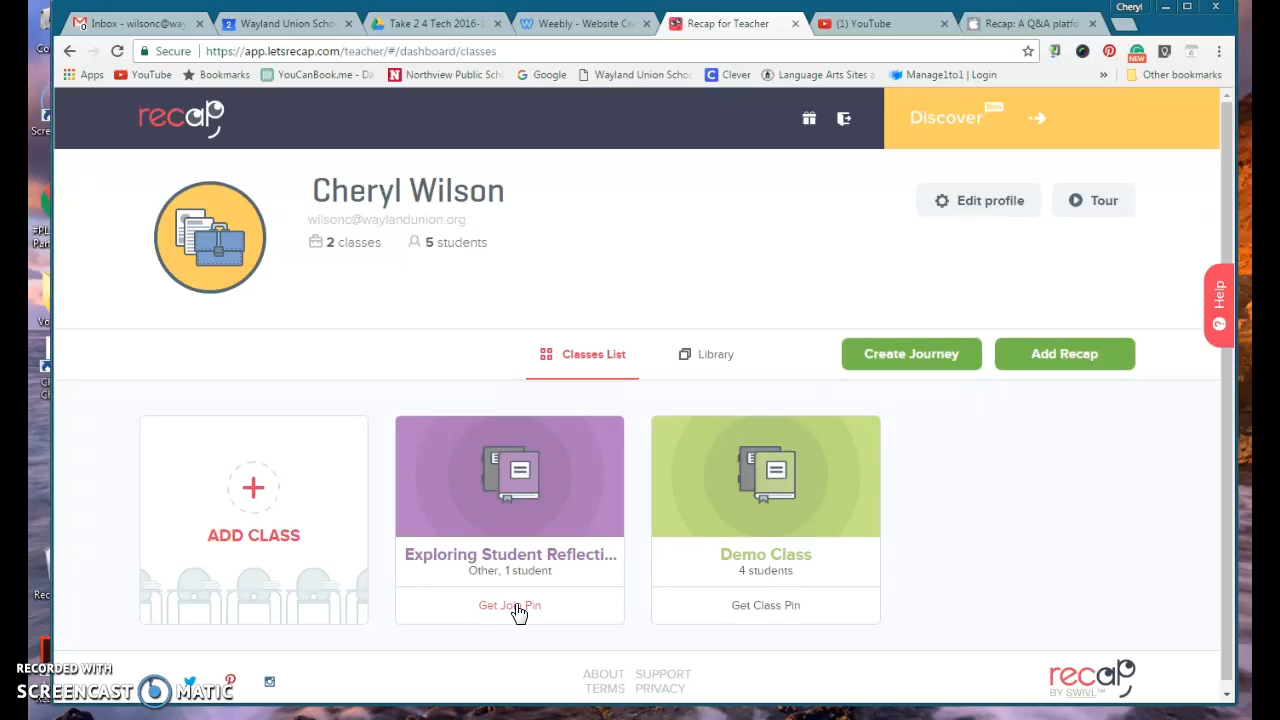 Cheryl
Inbox - wilsonc@way
Wayland Union Scho
Take 2 4 Tech 2016-1
Weebly - Website Cre
Recap for Teacher
(1) YouTube
Recap: A Q&A platfo
Secure https://app.letsrecap.com/teacher/#/dashboard/classes
NEW
Apps YouTube Bookmarks YouCanBook.me - Da Northview Public Sch Google Wayland Union Scho Clever Language Arts Sites a Manage1to1 | Login » Other bookmarks
recap
Discover Beta
Cheryl Wilson
wilsonc@waylandunion.org
2 classes 5 students
Edit profile
Tour
Help
Classes List
Library
Create Journey
Add Recap
ADD CLASS
Exploring Student Reflecti...
Other, 1 student
Get Join Pin
Demo Class
4 students
Get Class Pin
ABOUT SUPPORT
TERMS PRIVACY
recap
BY SWIVL™
RECORDED WITH
SCREENCAST MATIC